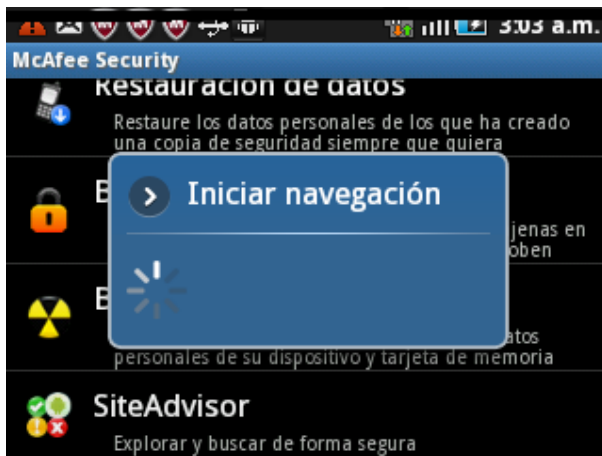 3:03 a.m.
McAfee Security
Restauración de datos
Restaure los datos personales de los que ha creado
una copia de seguridad siempre que quiera
B
Iniciar navegación
jenas en
oben
B
atos
personales de su dispositivo y tarjeta de memoria
SiteAdvisor
Explorar y buscar de forma segura